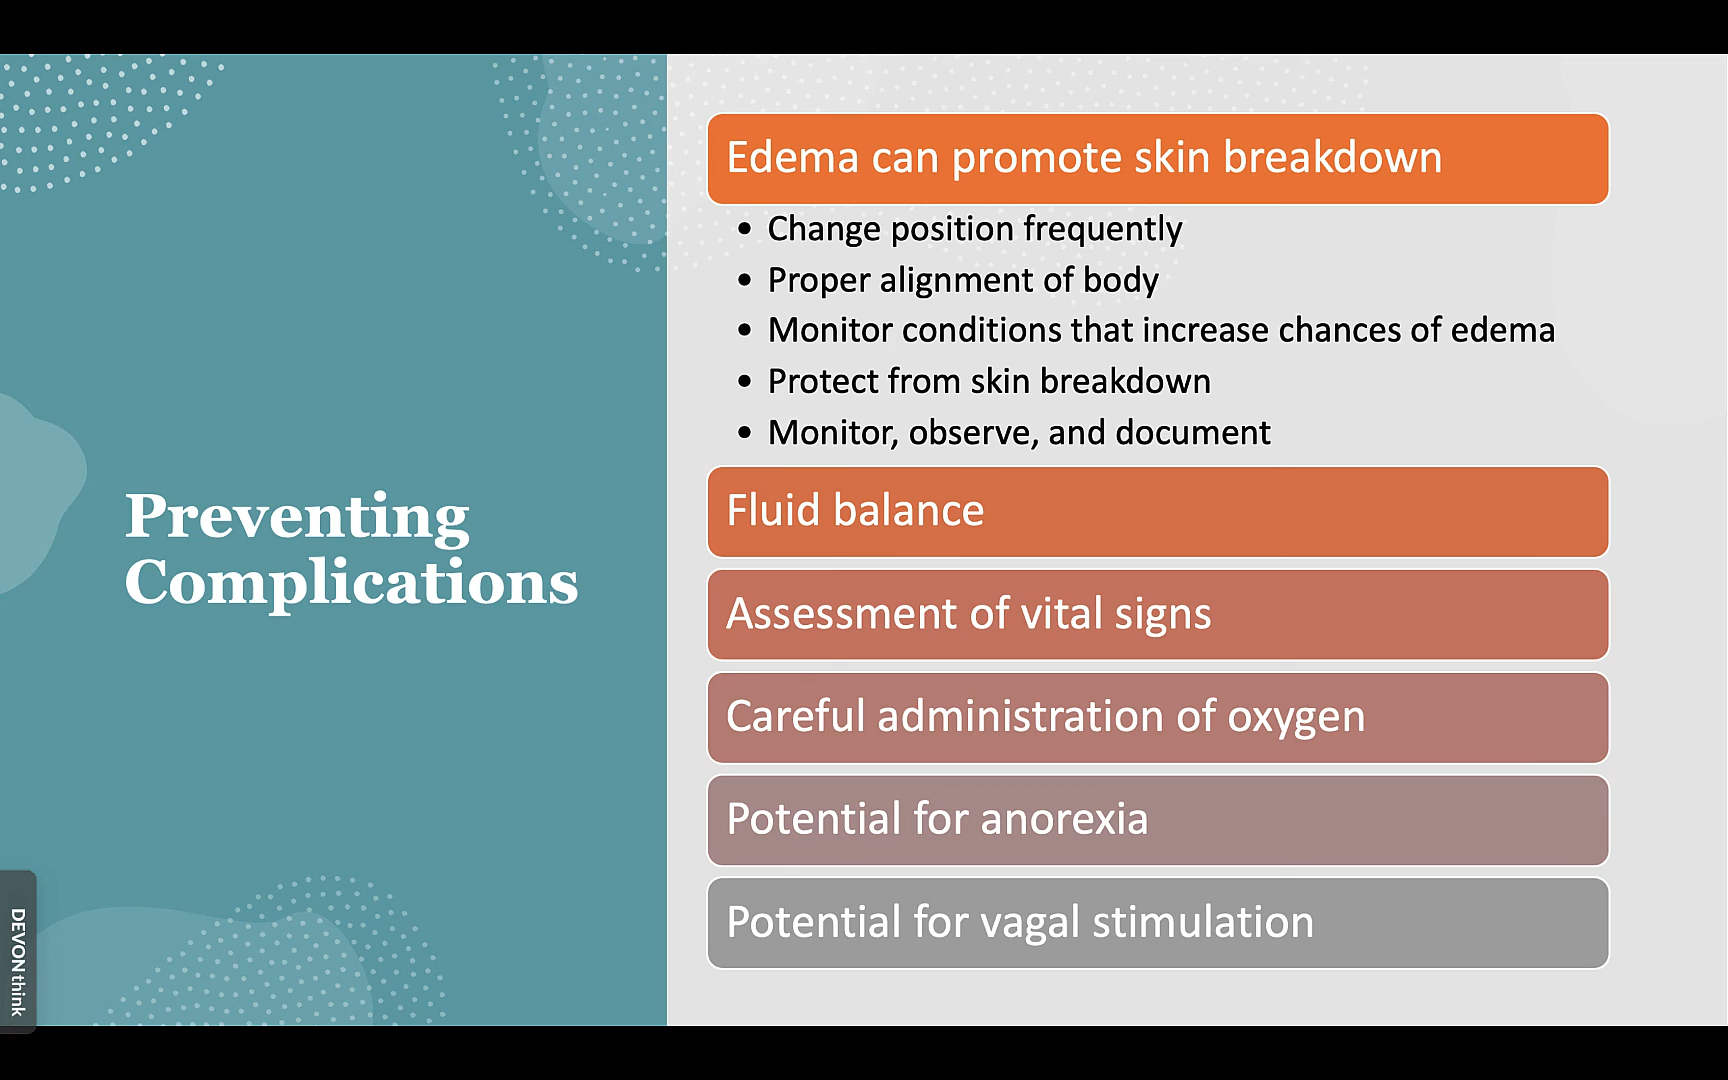 Preventing
Complications
Edema can promote skin breakdown
• Change position frequently
• Proper alignment of body
• Monitor conditions that increase chances of edema
• Protect from skin breakdown
• Monitor, observe, and document
Fluid balance
Assessment of vital signs
Careful administration of oxygen
Potential for anorexia
Potential for vagal stimulation
DEVONthink